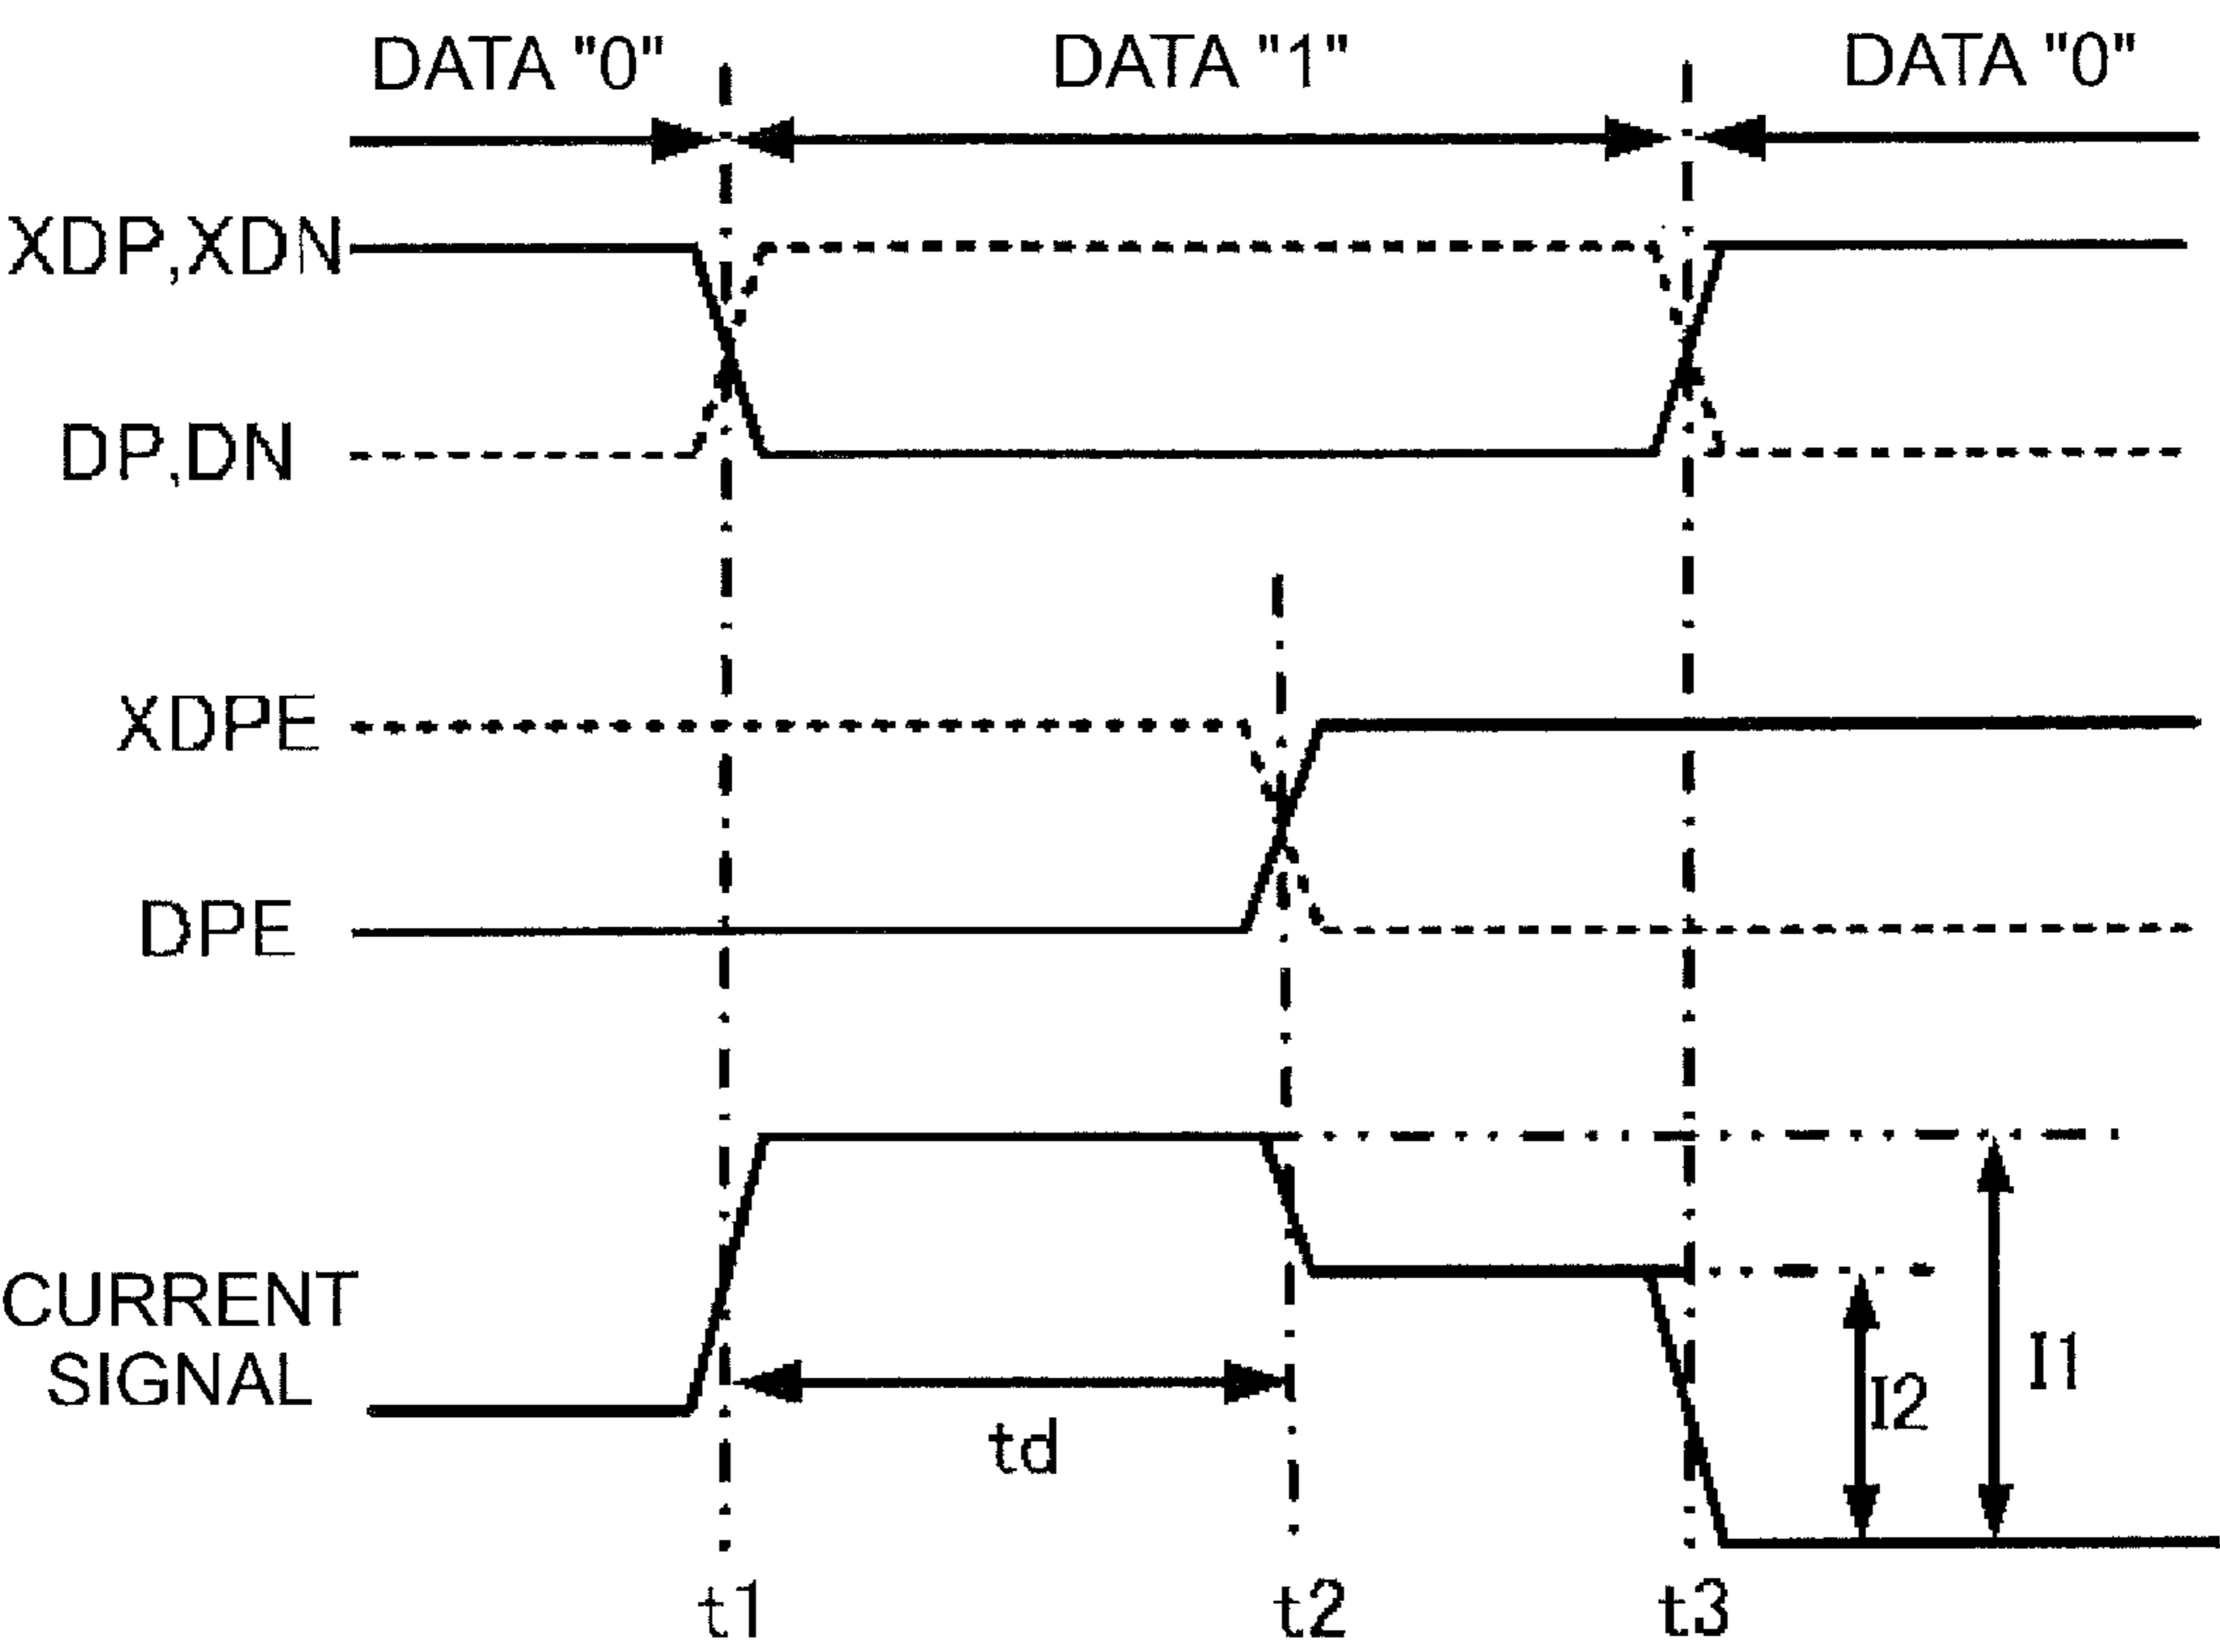 DATA "0" DATA "1" DATA "0"
XDP,XDN
DP,DN
XDPE
DPE
CURRENT
SIGNAL
I1
I2
td
t1 t2 t3